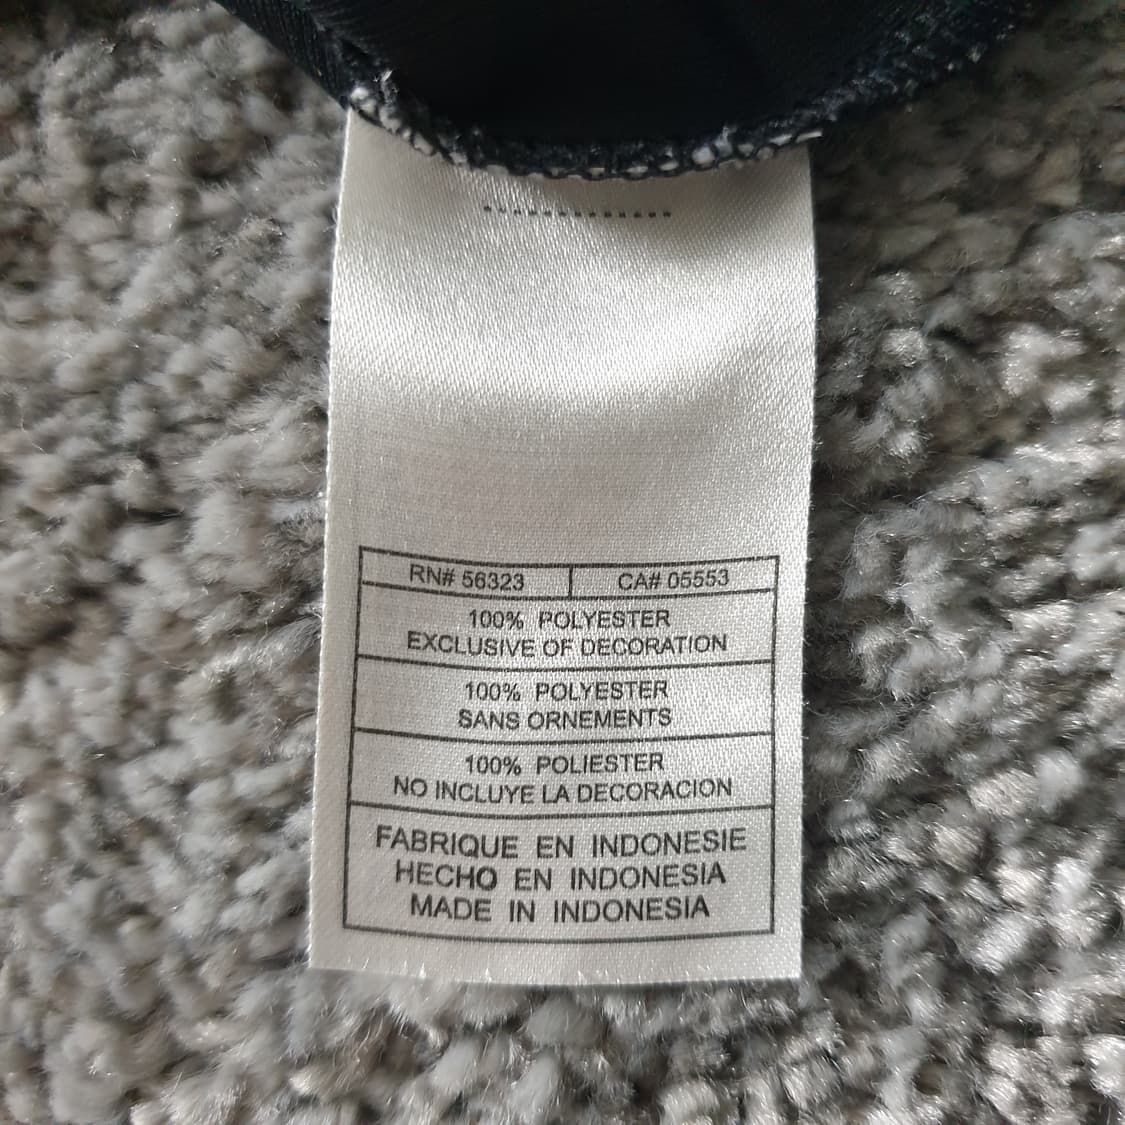 RN# 56323 CA# 05553
100% POLYESTER
EXCLUSIVE OF DECORATION
100% POLYESTER
SANS ORNEMENTS
100% POLIESTER
NO INCLUYE LA DECORACION
FABRIQUE EN INDONESIE
HECHO EN INDONESIA
MADE IN INDONESIA